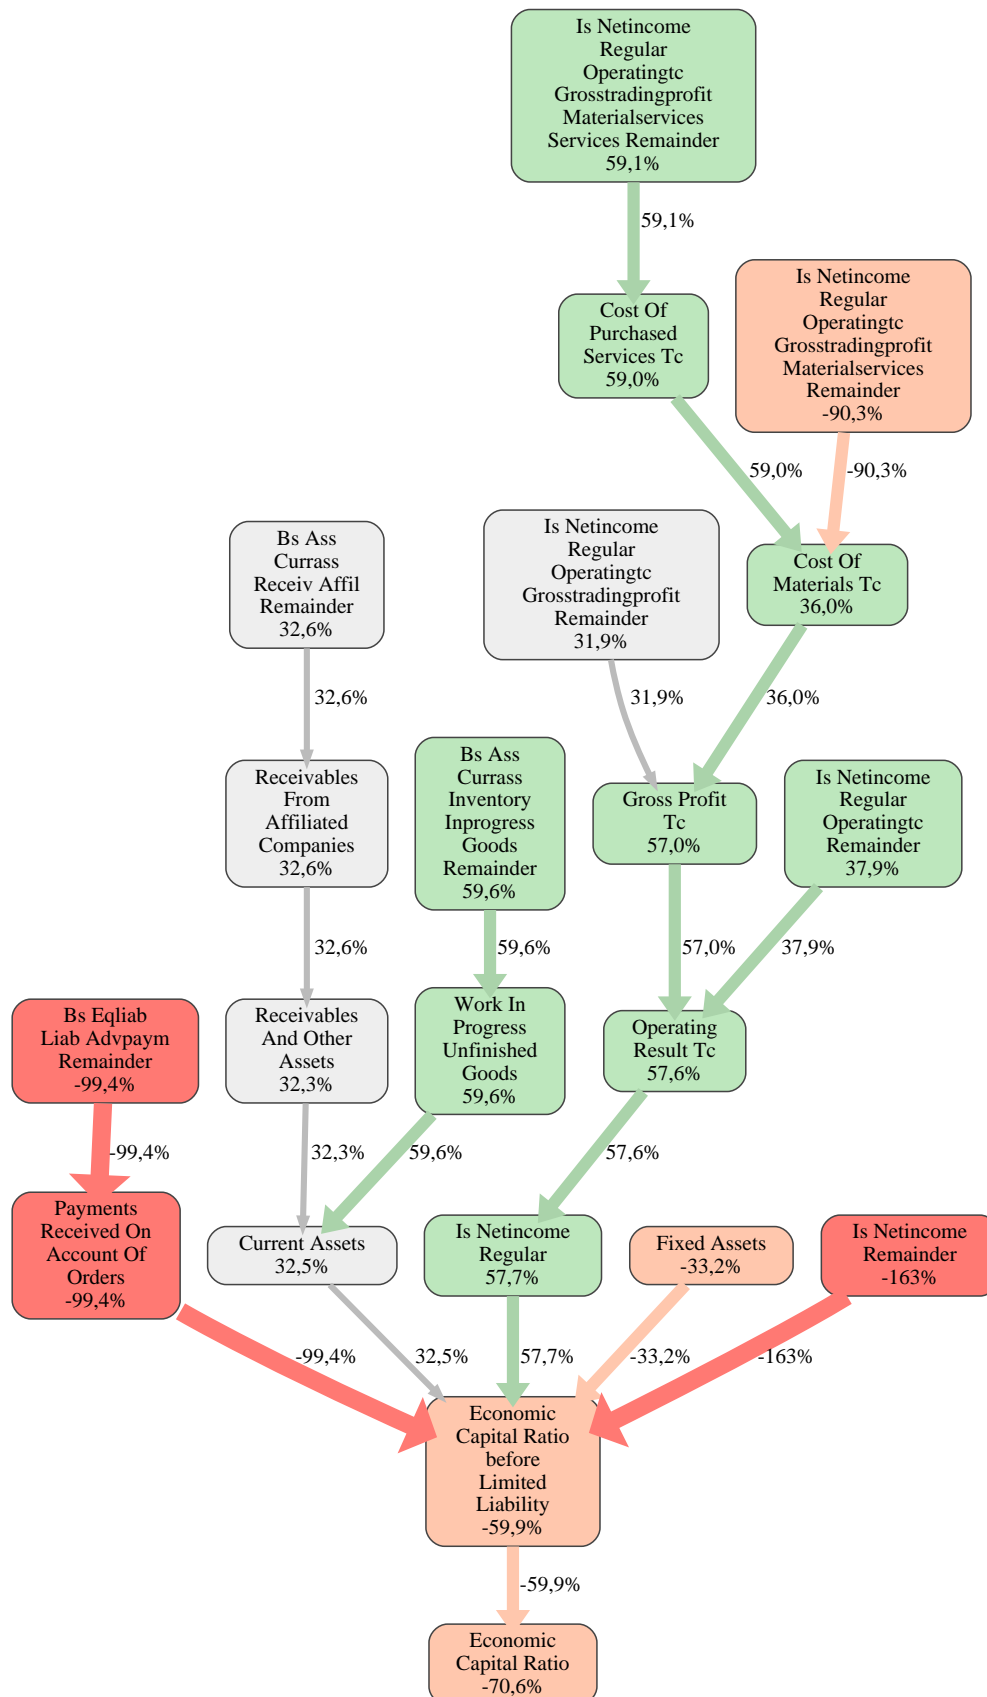 Is Netincome
Regular
Operatingtc
Grosstradingprofit
Materialservices
Services Remainder
59,1%
59,1%
Cost Of
Purchased
Services Tc
59,0%
Is Netincome
Regular
Operatingtc
Grosstradingprofit
Materialservices
Remainder
-90,3%
59,0%
-90,3%
Bs Ass
Currass
Receiv Affil
Remainder
32,6%
Is Netincome
Regular
Operatingtc
Grosstradingprofit
Remainder
31,9%
Cost Of
Materials Tc
36,0%
32,6%
31,9%
36,0%
Receivables
From
Affiliated
Companies
32,6%
Bs Ass
Currass
Inventory
Inprogress
Goods
Remainder
59,6%
Gross Profit
Tc
57,0%
Is Netincome
Regular
Operatingtc
Remainder
37,9%
32,6%
59,6%
57,0%
37,9%
Bs Eqliab
Liab Advpaym
Remainder
-99,4%
Receivables
And Other
Assets
32,3%
Work In
Progress
Unfinished
Goods
59,6%
Operating
Result Tc
57,6%
-99,4%
32,3%
59,6%
57,6%
Payments
Received On
Account Of
Orders
-99,4%
Current Assets
32,5%
Is Netincome
Regular
57,7%
Fixed Assets
-33,2%
Is Netincome
Remainder
-163%
-99,4%
32,5%
57,7%
-33,2%
-163%
Economic
Capital Ratio
before
Limited
Liability
-59,9%
-59,9%
Economic
Capital Ratio
-70,6%